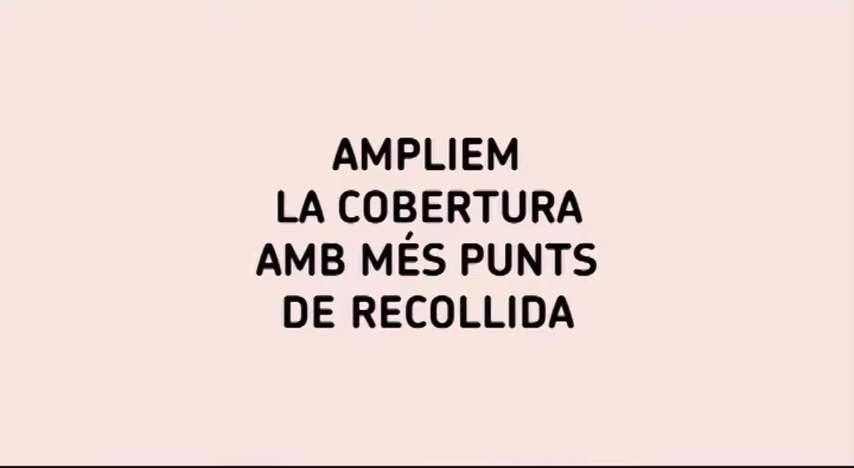 AMPLIEM
LA COBERTURA
AMB MÉS PUNTS
DE RECOLLIDA